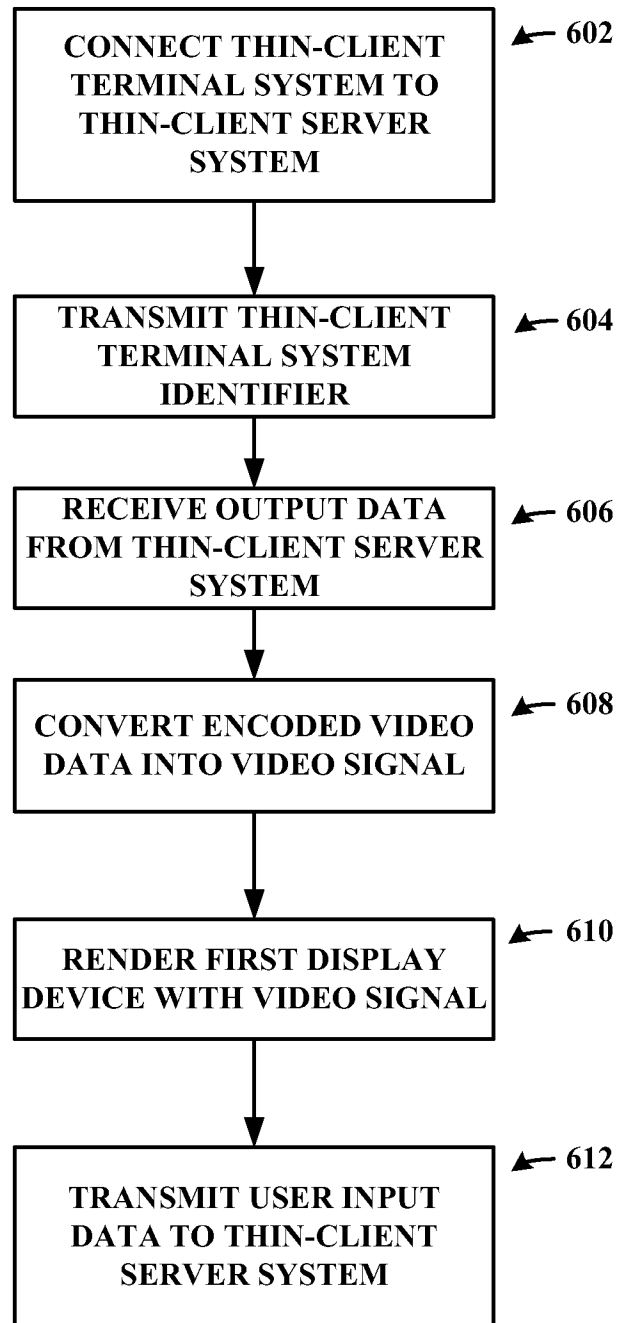 CONNECT THIN-CLIENT
TERMINAL SYSTEM TO
THIN-CLIENT SERVER
SYSTEM
602
TRANSMIT THIN-CLIENT
TERMINAL SYSTEM
IDENTIFIER
604
RECEIVE OUTPUT DATA
FROM THIN-CLIENT SERVER
SYSTEM
606
CONVERT ENCODED VIDEO
DATA INTO VIDEO SIGNAL
608
RENDER FIRST DISPLAY
DEVICE WITH VIDEO SIGNAL
610
TRANSMIT USER INPUT
DATA TO THIN-CLIENT
SERVER SYSTEM
612